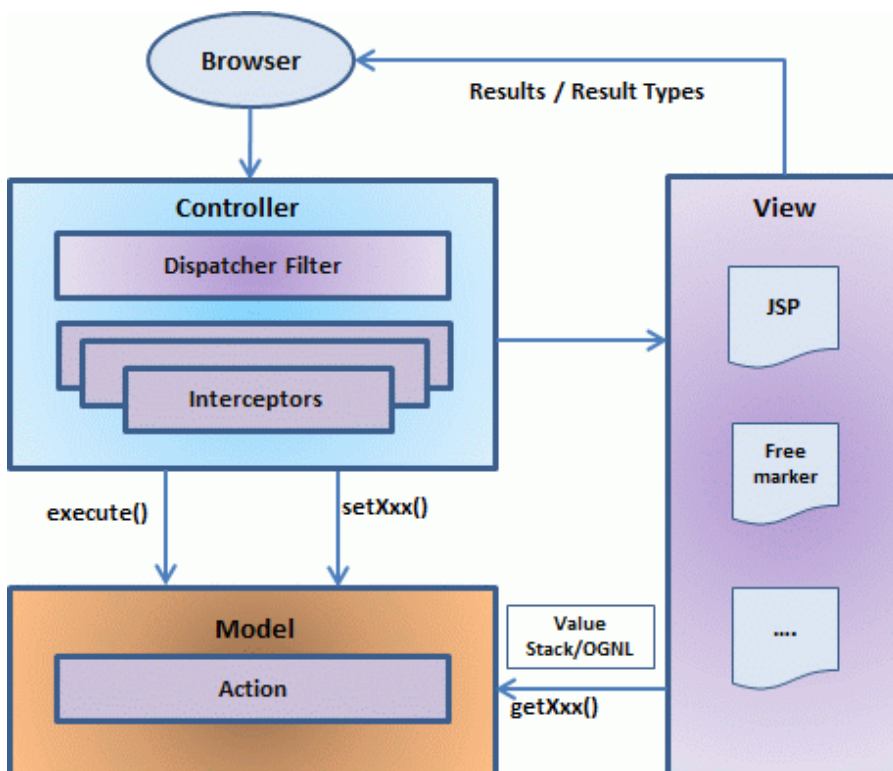 Browser
Results / Result Types
Controller
Dispatcher Filter
Interceptors
execute()
setXxx()
Model
Action
View
JSP
Free
marker
....
Value
Stack/OGNL
getXxx()